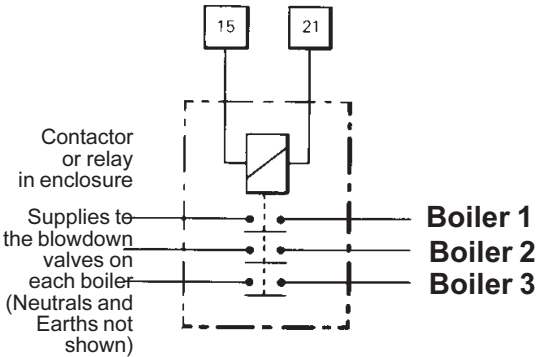 15 21
Contactor
or relay
in enclosure
Supplies to
the blowdown
valves on
each boiler
(Neutrals and
Earths not
shown)
Boiler 1
Boiler 2
Boiler 3